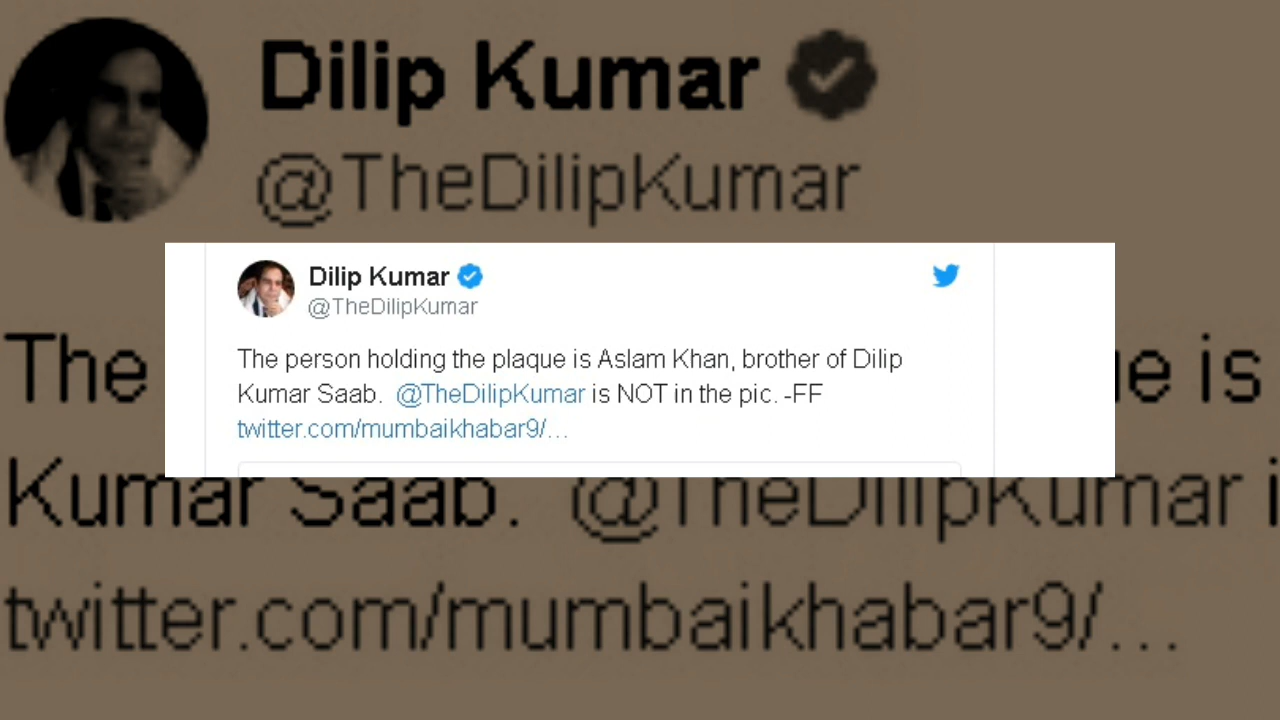 Dilip Kumar
@TheDilipKumar
Dilip Kumar
@TheDilipKumar
The person holding the plaque is Aslam Khan, brother of Dilip
Kumar Saab. @TheDilipKumar is NOT in the pic. -FF
twitter.com/mumbaikhabar9/…
The is
Kumar Saab. @TheDilipKumar
twitter.com/mumbaikhabar9/…